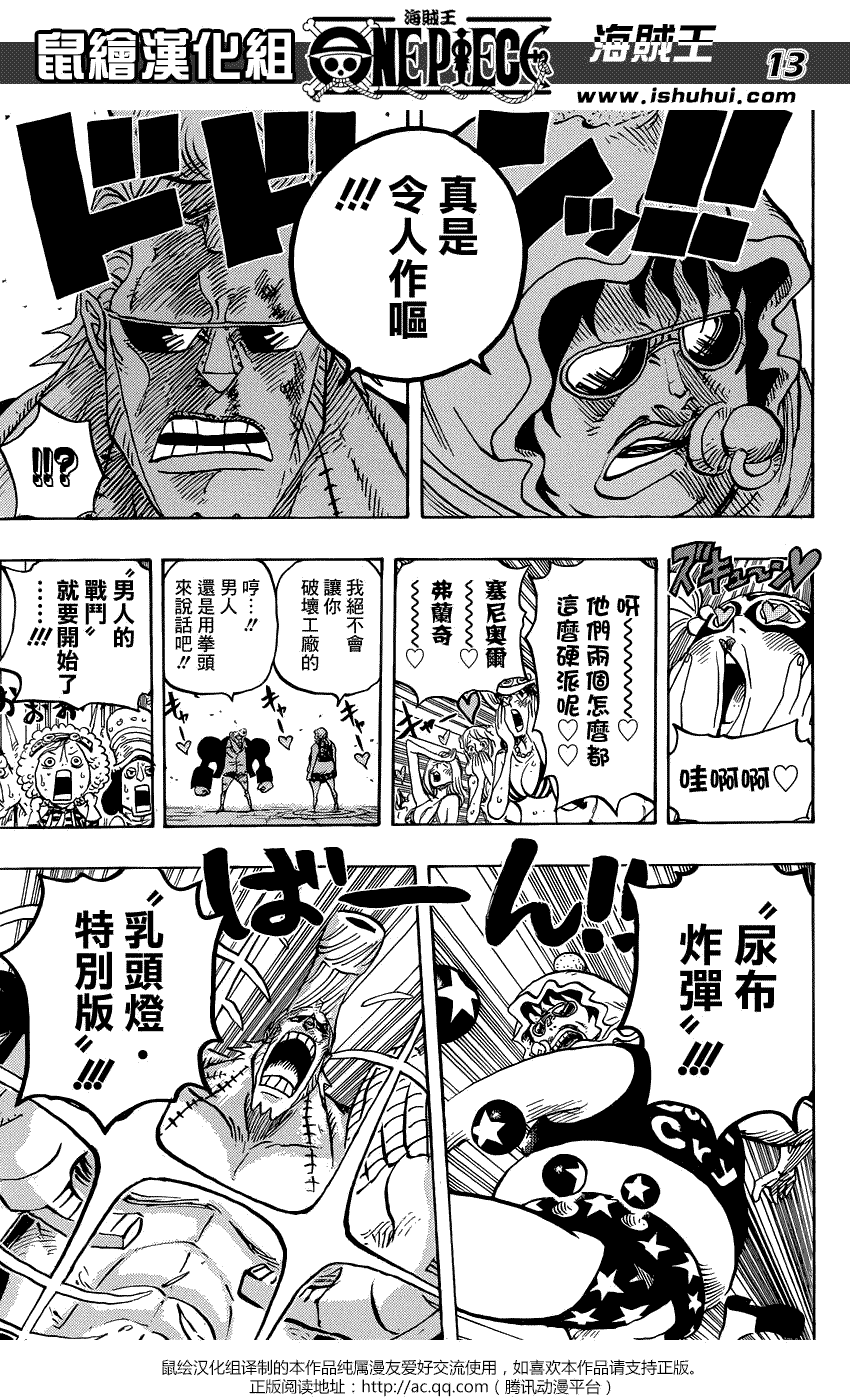 鼠繪漢化組
海賊王
ONE PIECE
海賊王
13
www.ishuhui.com
ドドドン!!
ッ
真是
令人作嘔
!!!
!!?
ズキューン♡
哇啊啊♡
呀~~~
他們兩個怎麼都
這麼硬派呢♡♡
塞尼奧爾
~~~♡
弗蘭奇
~~~♡
キャー
我絕不會
讓你
破壞工廠的
哼…!!
男人
還是用拳頭
來說話吧!!
キャー♡
キャー♡
“男人的
戰鬥”
就要開始了
……!!!
おおお
ばーん!!
“尿布
炸彈”!!!
“乳頭燈·
特別版”!!!
鼠绘汉化组译制的本作品纯属漫友爱好交流使用，如喜欢本作品请支持正版。
正版阅读地址：http://ac.qq.com（腾讯动漫平台）